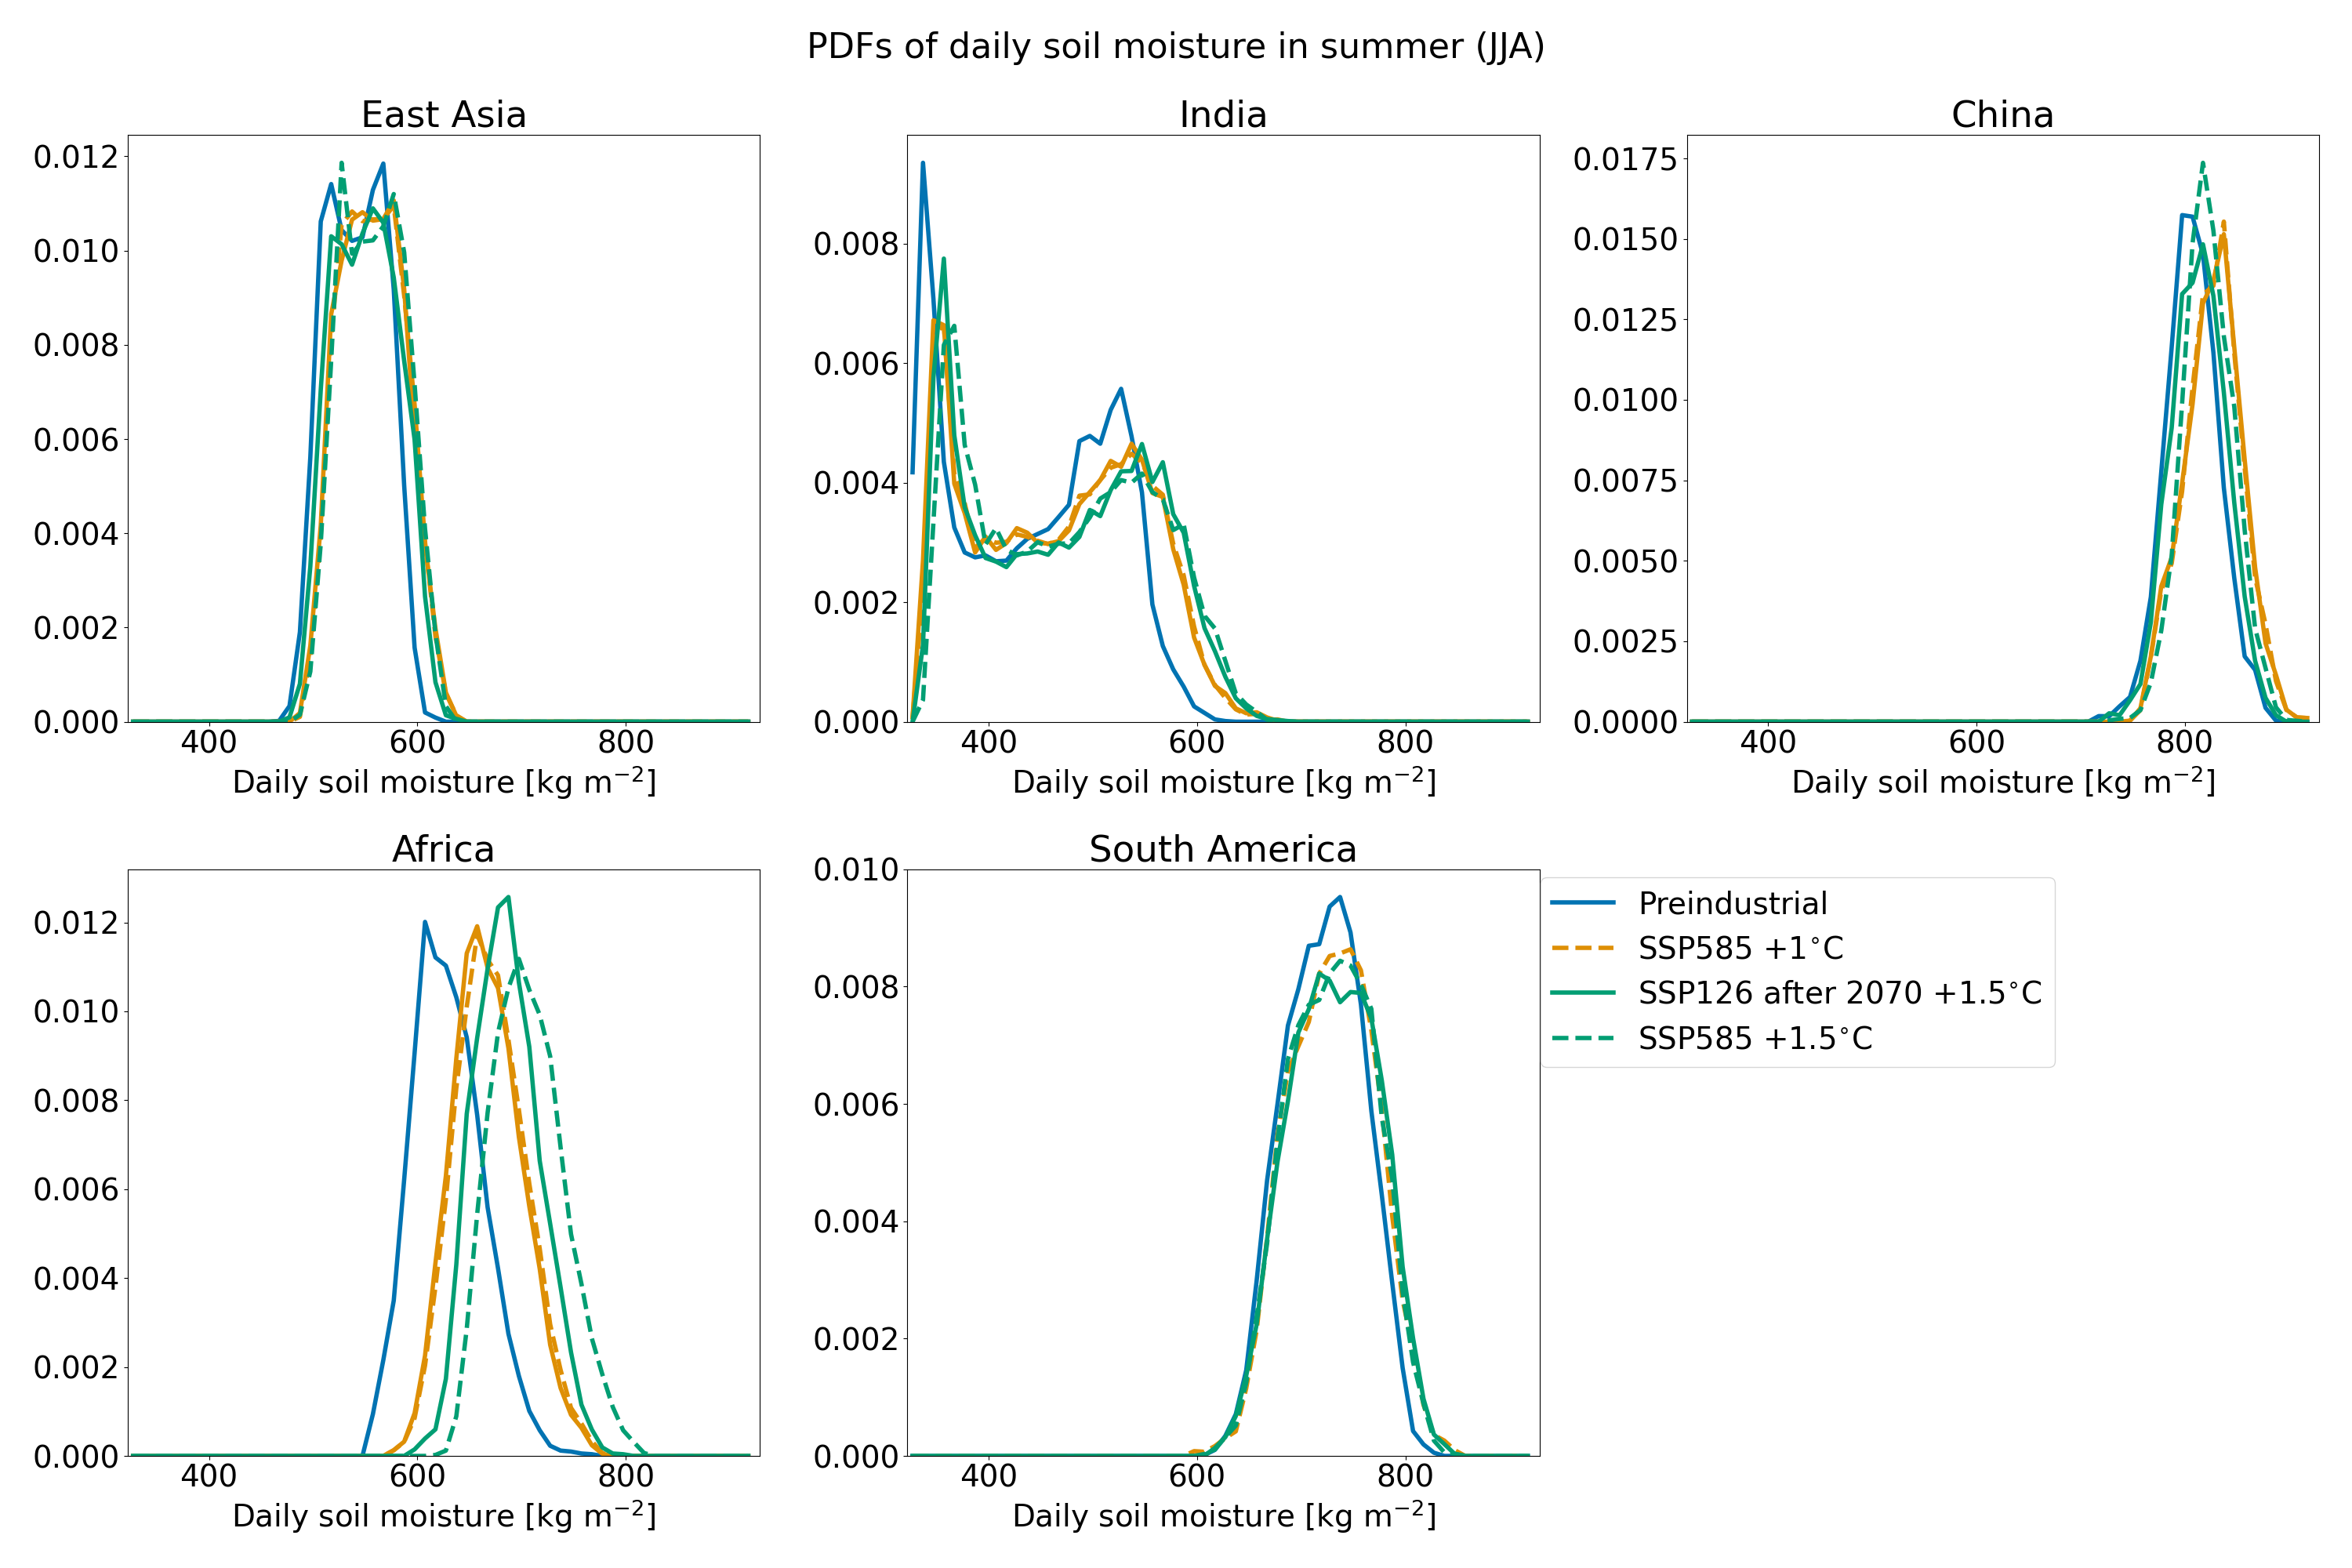 PDFs of daily soil moisture in summer (JJA)
East Asia
0.012
0.010
0.008
0.006
0.004
0.002
0.000
400 600 800
Daily soil moisture [kg m⁻²]
India
0.008
0.006
0.004
0.002
0.000
400 600 800
Daily soil moisture [kg m⁻²]
China
0.0175
0.0150
0.0125
0.0100
0.0075
0.0050
0.0025
0.0000
400 600 800
Daily soil moisture [kg m⁻²]
Africa
0.012
0.010
0.008
0.006
0.004
0.002
0.000
400 600 800
Daily soil moisture [kg m⁻²]
South America
0.010
0.008
0.006
0.004
0.002
0.000
400 600 800
Daily soil moisture [kg m⁻²]
Preindustrial
SSP585 +1°C
SSP126 after 2070 +1.5°C
SSP585 +1.5°C